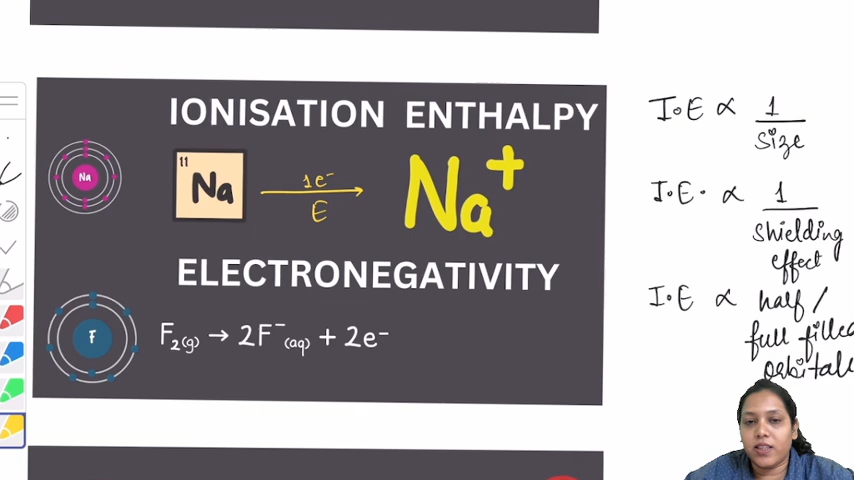 IONISATION ENTHALPY
Na
11
Na
1e⁻
E
Na⁺
ELECTRONEGATIVITY
F
F₂(g) → 2F⁻(aq) + 2e⁻
I.E ∝ 1
size
I.E. ∝ 1
shielding
effect
I.E ∝ half/
full filled
orbitals